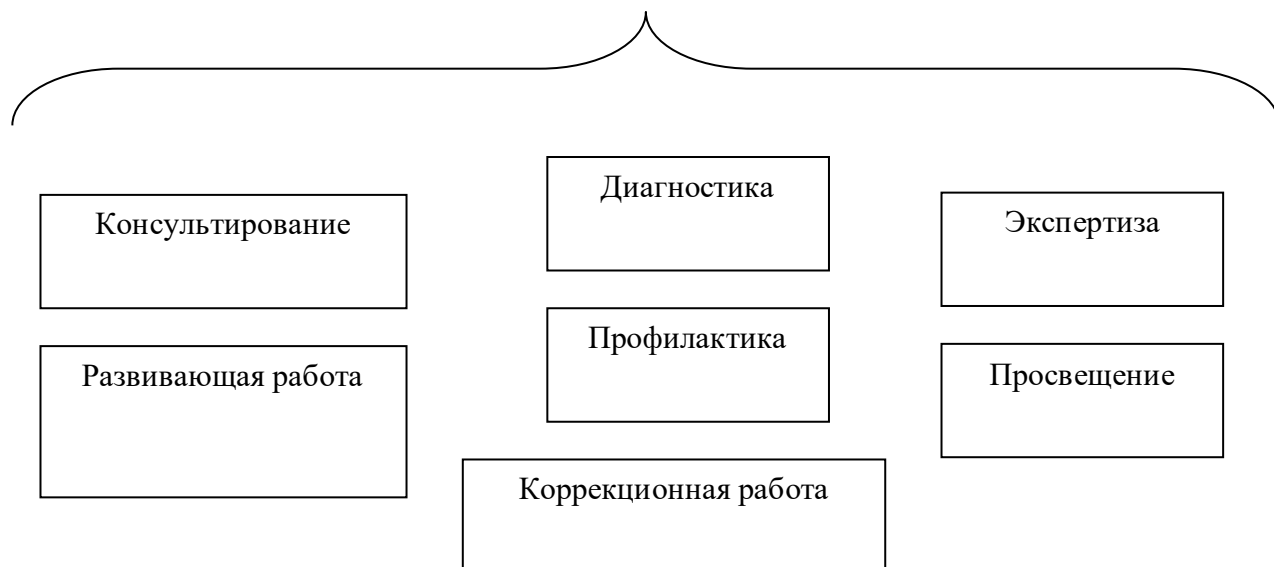 Консультирование
Диагностика
Экспертиза
Развивающая работа
Профилактика
Просвещение
Коррекционная работа